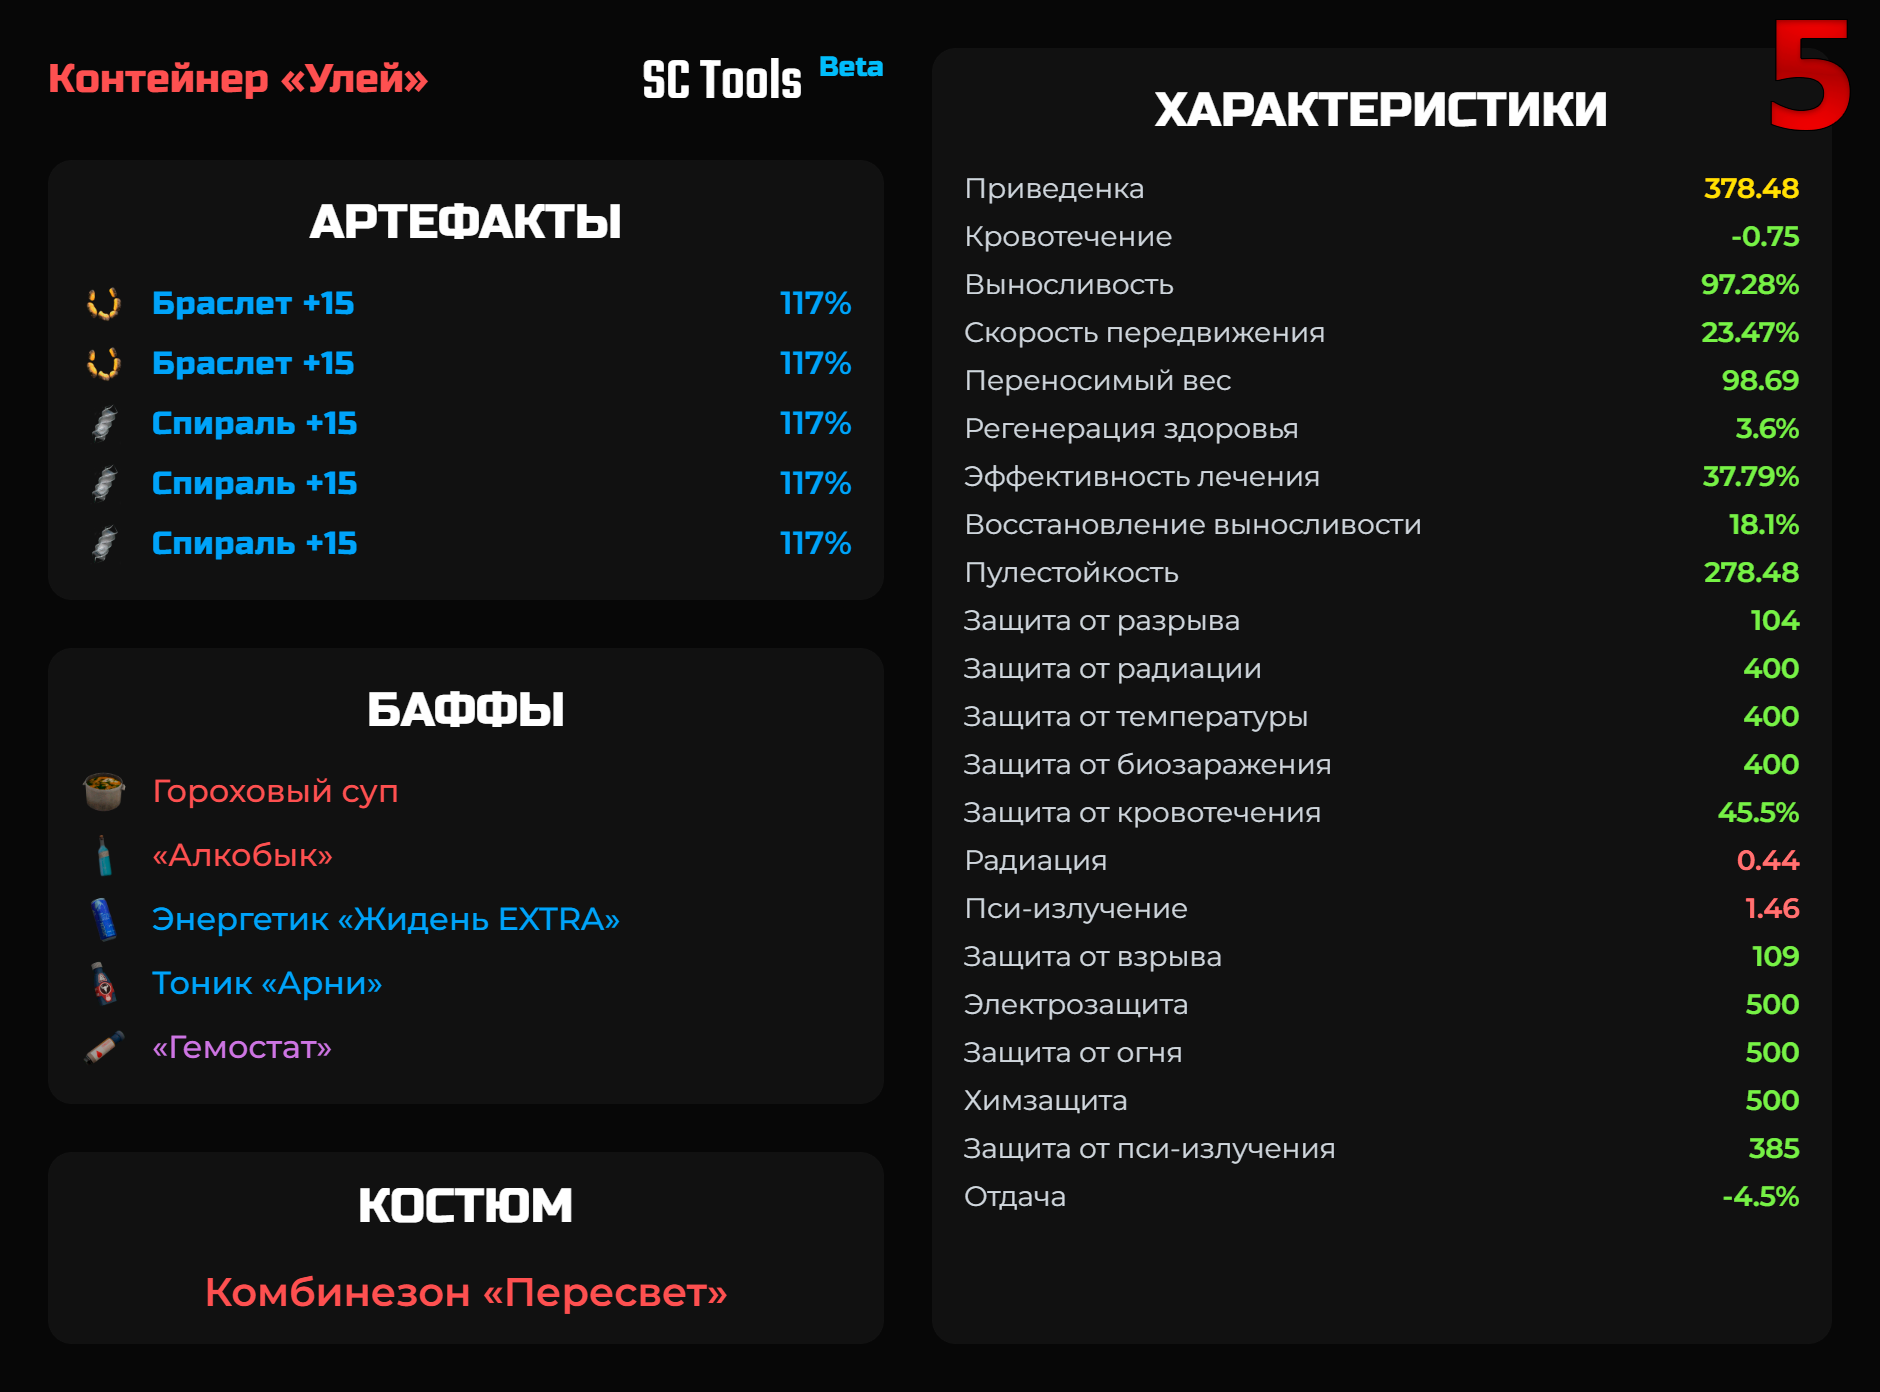 Контейнер «Улей»
SC Tools Beta
АРТЕФАКТЫ
Браслет +15 117%
Браслет +15 117%
Спираль +15 117%
Спираль +15 117%
Спираль +15 117%
БАФФЫ
Гороховый суп
«Алкобык»
Энергетик «Жидень EXTRA»
Тоник «Арни»
«Гемостат»
КОСТЮМ
Комбинезон «Пересвет»
5
ХАРАКТЕРИСТИКИ
Приведенка 378.48
Кровотечение -0.75
Выносливость 97.28%
Скорость передвижения 23.47%
Переносимый вес 98.69
Регенерация здоровья 3.6%
Эффективность лечения 37.79%
Восстановление выносливости 18.1%
Пулестойкость 278.48
Защита от разрыва 104
Защита от радиации 400
Защита от температуры 400
Защита от биозаражения 400
Защита от кровотечения 45.5%
Радиация 0.44
Пси-излучение 1.46
Защита от взрыва 109
Электрозащита 500
Защита от огня 500
Химзащита 500
Защита от пси-излучения 385
Отдача -4.5%